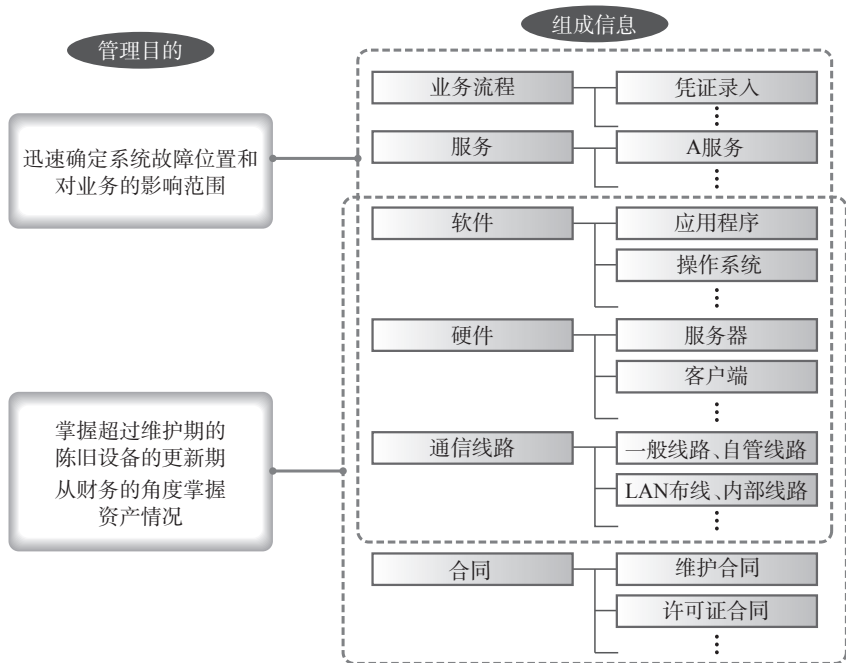 管理目的
组成信息
迅速确定系统故障位置和
对业务的影响范围
掌握超过维护期的
陈旧设备的更新期
从财务的角度掌握
资产情况
业务流程
凭证录入
服务
A服务
软件
应用程序
操作系统
硬件
服务器
客户端
通信线路
一般线路、自管线路
LAN布线、内部线路
合同
维护合同
许可证合同